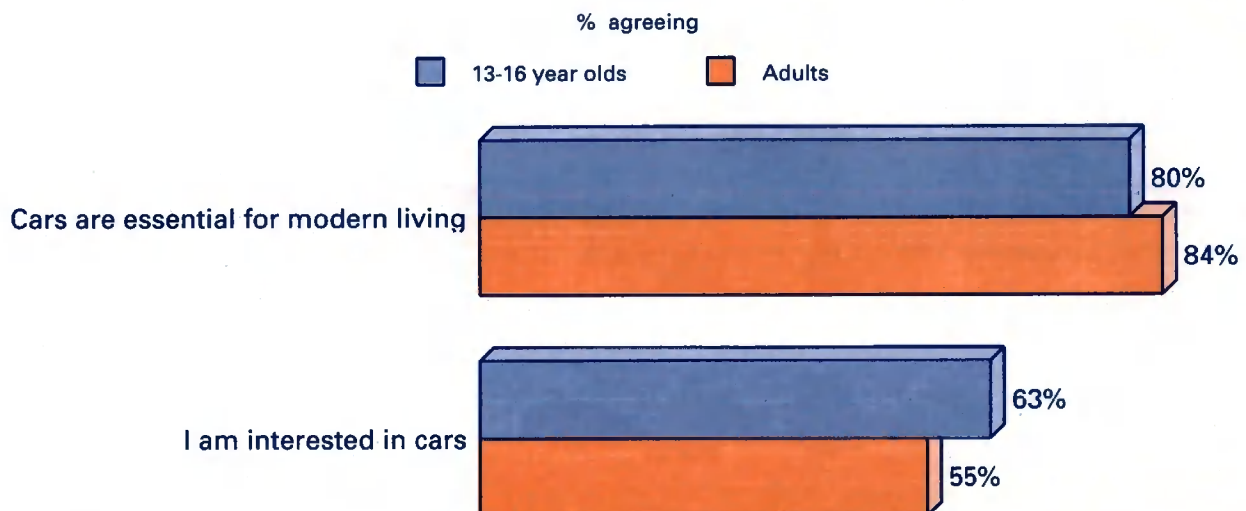 % agreeing
13-16 year olds Adults
80%
Cars are essential for modern living
84%
63%
I am interested in cars
55%